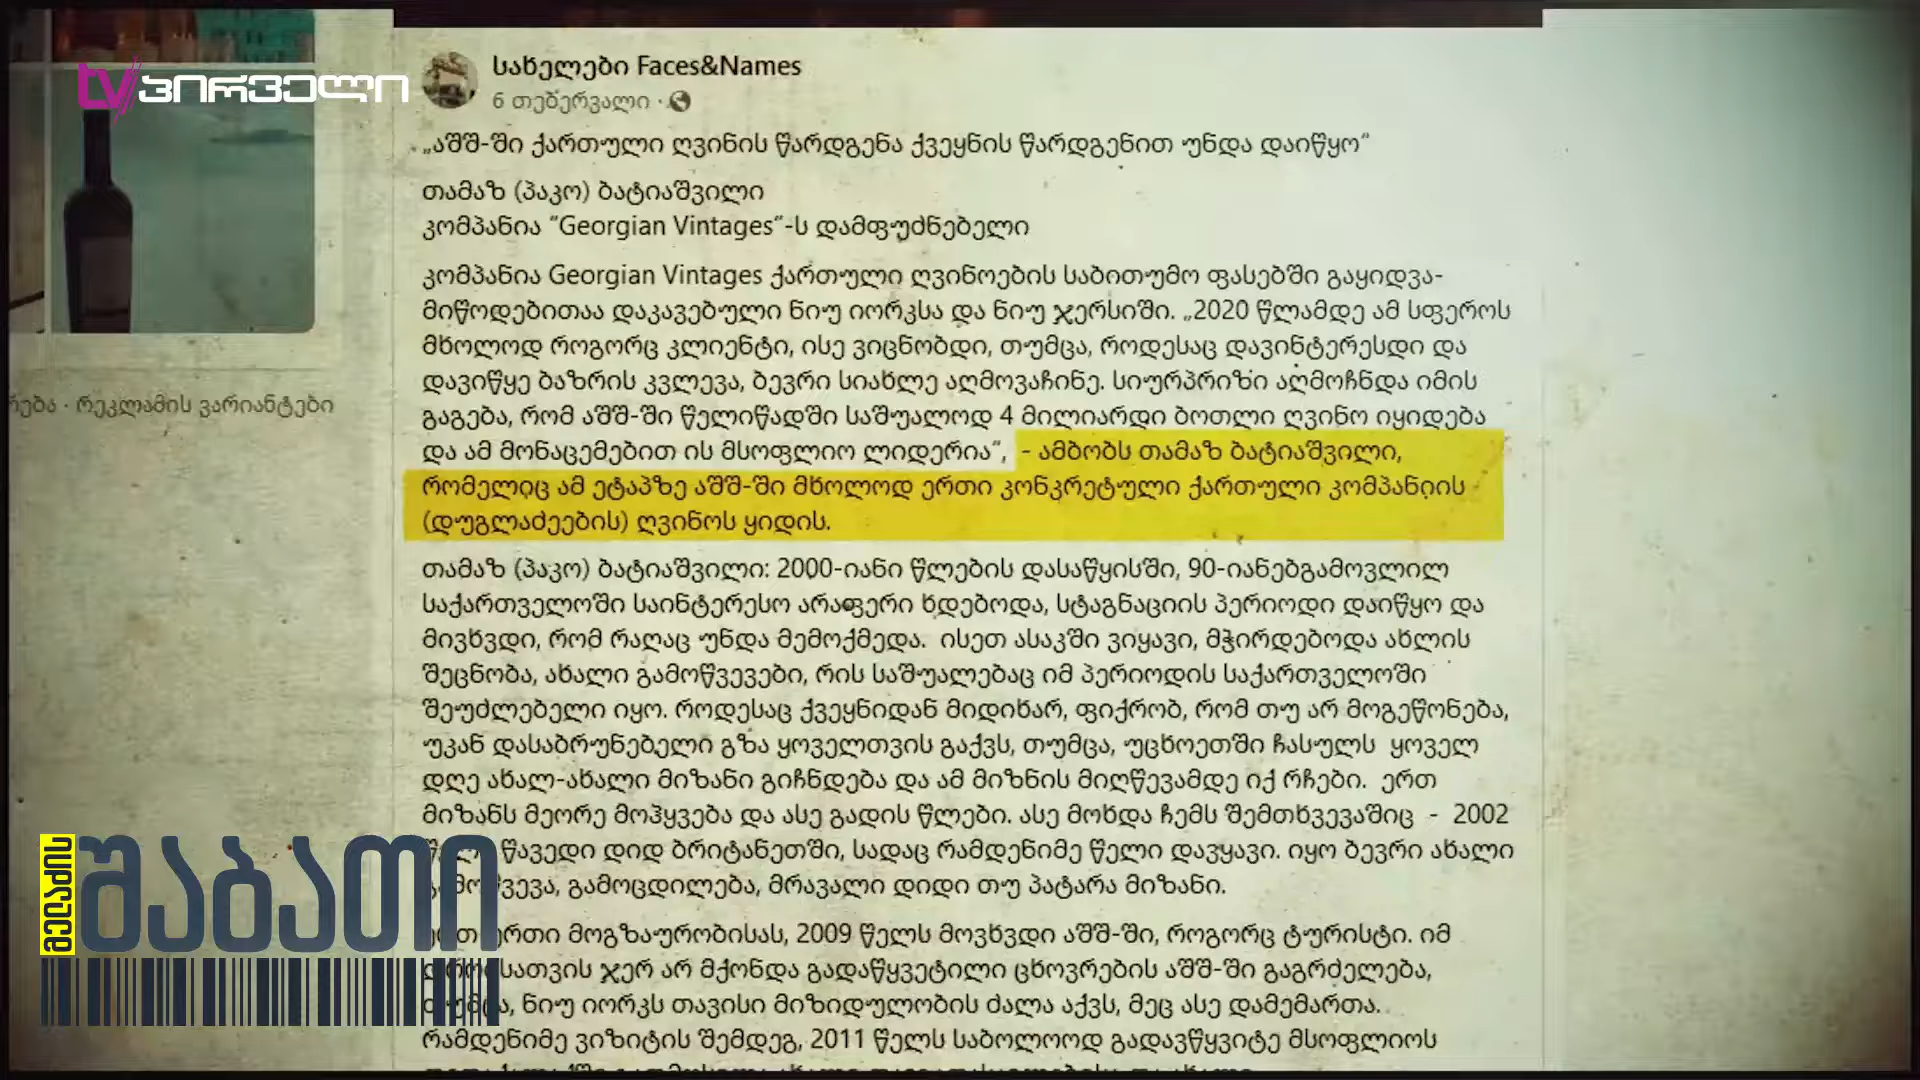 tv პირველი
სახელები Faces&Names
6 თებერვალი ·
„აშშ-ში ქართული ღვინის წარდგენა ქვეყნის წარდგენით უნდა დაიწყო“
თამაზ (პაკო) ბატიაშვილი
კომპანია “Georgian Vintages“-ს დამფუძნებელი
კომპანია Georgian Vintages ქართული ღვინოების საბითუმო ფასებში გაყიდვა-
მიწოდებითაა დაკავებული ნიუ იორკსა და ნიუ ჯერსიში. „2020 წლამდე ამ სფეროს
მხოლოდ როგორც კლიენტი, ისე ვიცნობდი, თუმცა, როდესაც დავინტერესდი და
დავიწყე ბაზრის კვლევა, ბევრი სიახლე აღმოვაჩინე. სიურპრიზი აღმოჩნდა იმის
გაგება, რომ აშშ-ში წელიწადში საშუალოდ 4 მილიარდი ბოთლი ღვინო იყიდება
და ამ მონაცემებით ის მსოფლიო ლიდერია“, - ამბობს თამაზ ბატიაშვილი,
რომელიც ამ ეტაპზე აშშ-ში მხოლოდ ერთი კონკრეტული ქართული კომპანიის
(დუგლაძეების) ღვინოს ყიდის.
რება · რეკლამის ვარიანტები
თამაზ (პაკო) ბატიაშვილი: 2000-იანი წლების დასაწყისში, 90-იანებგამოვლილ
საქართველოში საინტერესო არაფერი ხდებოდა, სტაგნაციის პერიოდი დაიწყო და
მივხვდი, რომ რაღაც უნდა მემოქმედა. ისეთ ასაკში ვიყავი, მჭირდებოდა ახლის
შეცნობა, ახალი გამოწვევები, რის საშუალებაც იმ პერიოდის საქართველოში
შეუძლებელი იყო. როდესაც ქვეყნიდან მიდიხარ, ფიქრობ, რომ თუ არ მოგეწონება,
უკან დასაბრუნებელი გზა ყოველთვის გაქვს, თუმცა, უცხოეთში ჩასულს ყოველ
დღე ახალ-ახალი მიზანი გიჩნდება და ამ მიზნის მიღწევამდე იქ რჩები. ერთ
მიზანს მეორე მოჰყვება და ასე გადის წლები. ასე მოხდა ჩემს შემთხვევაშიც - 2002
წავედი დიდ ბრიტანეთში, სადაც რამდენიმე წელი დავყავი. იყო ბევრი ახალი
გამოცდილება, მრავალი დიდი თუ პატარა მიზანი.
მოგზაურობისას, 2009 წელს მოვხვდი აშშ-ში, როგორც ტურისტი. იმ
ჯერ არ მქონდა გადაწყვეტილი ცხოვრების აშშ-ში გაგრძელება,
ნიუ იორკს თავისი მიზიდულობის ძალა აქვს, მეც ასე დამემართა.
რამდენიმე ვიზიტის შემდეგ, 2011 წელს საბოლოოდ გადავწყვიტე მსოფლიოს
მელაძის
შაბათი